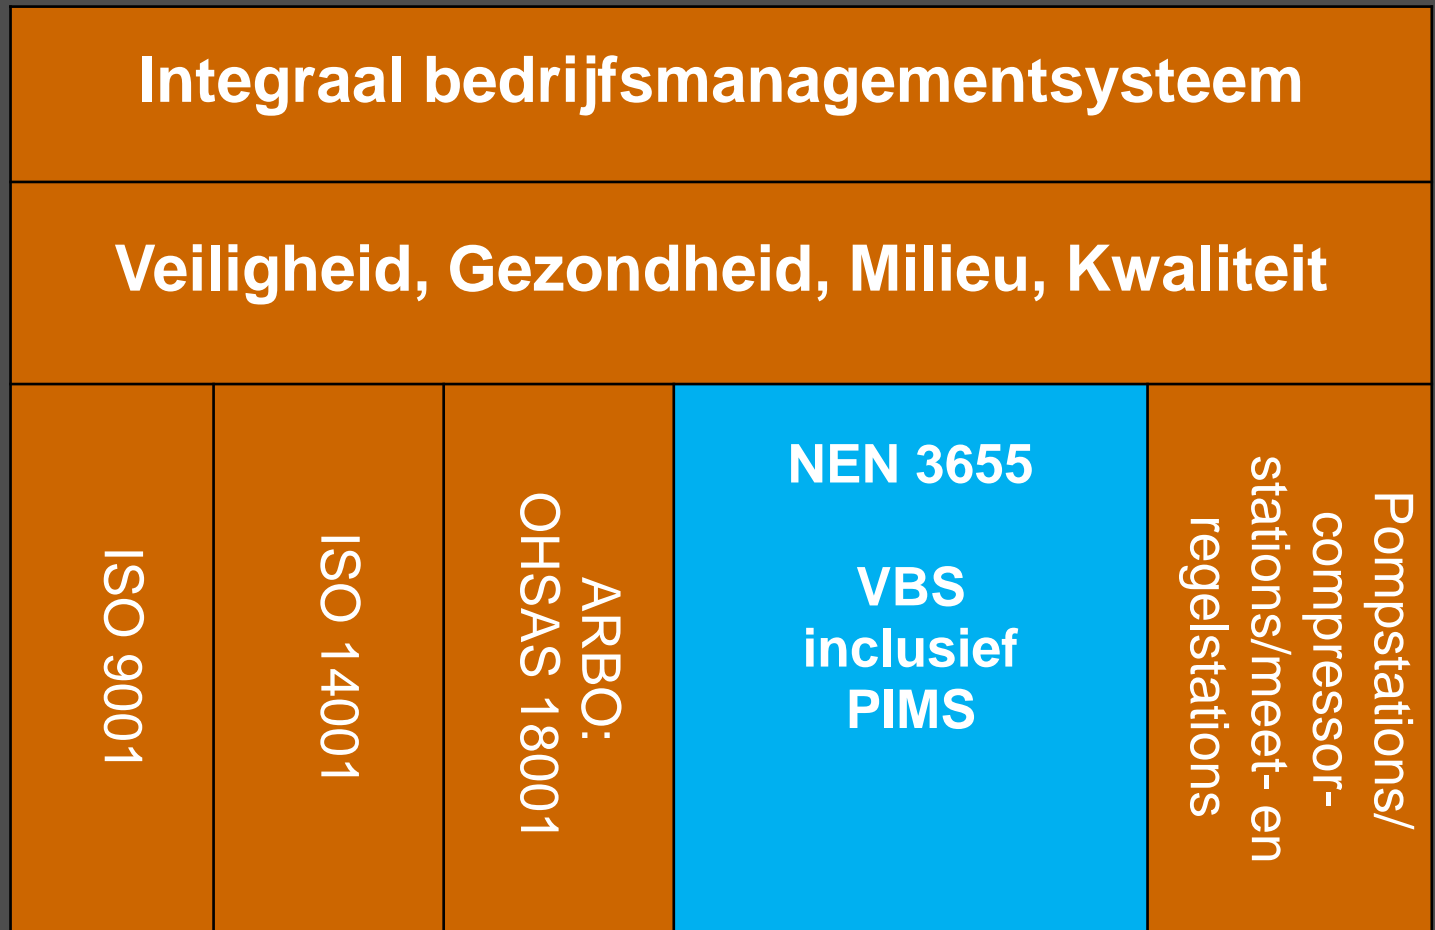 Integraal bedrijfsmanagementsysteem
Veiligheid, Gezondheid, Milieu, Kwaliteit
ISO 9001
ISO 14001
ARBO:
OHSAS 18001
NEN 3655
VBS
inclusief
PIMS
Pompstations/
compressor-
stations/meet- en
regelstations